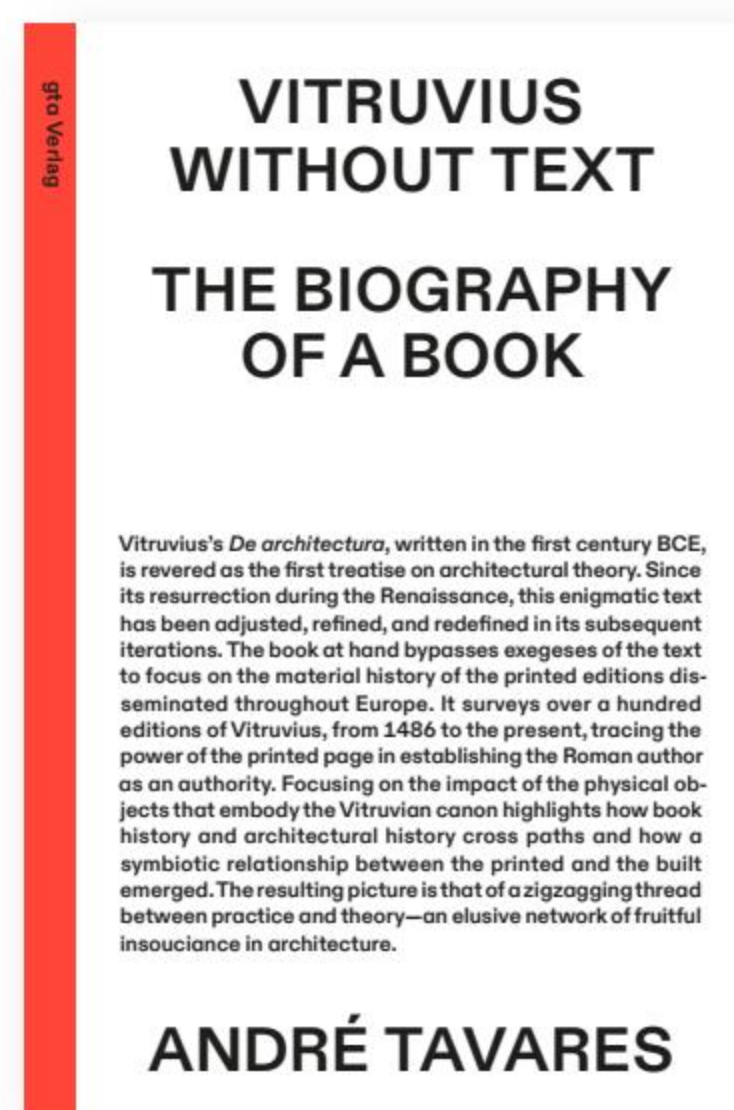 gta Verlag
VITRUVIUS
WITHOUT TEXT
THE BIOGRAPHY
OF A BOOK
Vitruvius’s De architectura, written in the first century BCE,
is revered as the first treatise on architectural theory. Since
its resurrection during the Renaissance, this enigmatic text
has been adjusted, refined, and redefined in its subsequent
iterations. The book at hand bypasses exegeses of the text
to focus on the material history of the printed editions dis-
seminated throughout Europe. It surveys over a hundred
editions of Vitruvius, from 1486 to the present, tracing the
power of the printed page in establishing the Roman author
as an authority. Focusing on the impact of the physical ob-
jects that embody the Vitruvian canon highlights how book
history and architectural history cross paths and how a
symbiotic relationship between the printed and the built
emerged. The resulting picture is that of a zigzagging thread
between practice and theory—an elusive network of fruitful
insouciance in architecture.
ANDRÉ TAVARES